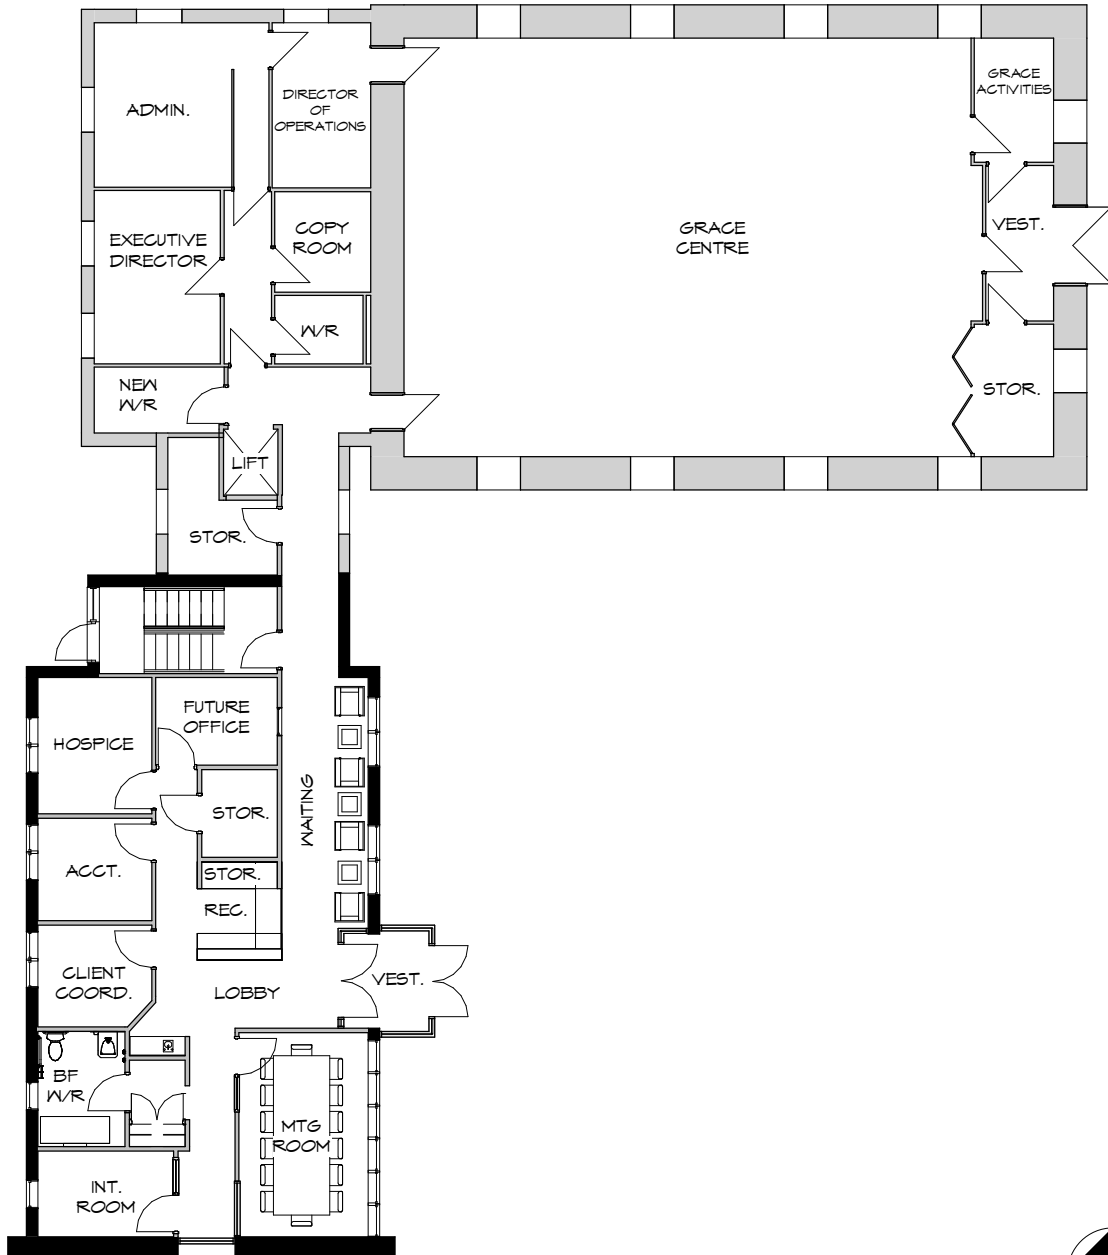 GRACE
ACTIVITIES
ADMIN.
DIRECTOR
OF
OPERATIONS
EXECUTIVE
DIRECTOR
COPY
ROOM
GRACE
CENTRE
VEST.
W/R
NEW
W/R
STOR.
LIFT
STOR.
FUTURE
OFFICE
HOSPICE
WAITING
STOR.
ACCT.
STOR.
REC.
CLIENT
COORD.
LOBBY
VEST.
BF
W/R
MTG
ROOM
INT.
ROOM